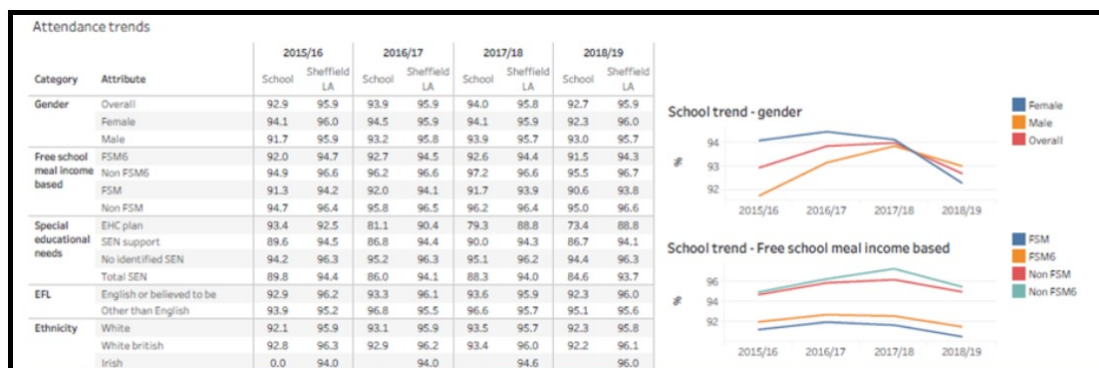 Attendance trends
2015/16 2016/17 2017/18 2018/19
Category Attribute School Sheffield LA School Sheffield LA School Sheffield LA School Sheffield LA
Gender Overall 92.9 95.9 93.9 95.9 94.0 95.8 92.7 95.9
Female 94.1 96.0 94.5 95.9 94.1 95.9 92.3 96.0
Male 91.7 95.9 93.2 95.8 93.9 95.7 93.0 95.7
Free school meal income based FSM6 92.0 94.7 92.7 94.5 92.6 94.4 91.5 94.3
Non FSM6 94.9 96.6 96.2 96.6 97.2 96.6 95.5 96.7
FSM 91.3 94.2 92.0 94.1 91.7 93.9 90.6 93.8
Non FSM 94.7 96.4 95.8 96.5 96.2 96.4 95.0 96.6
Special educational needs EHC plan 93.4 92.5 81.1 90.4 79.3 88.8 73.4 88.8
SEN support 89.6 94.5 86.8 94.4 90.0 94.3 86.7 94.1
No identified SEN 94.2 96.3 95.2 96.3 95.1 96.2 94.4 96.3
Total SEN 89.8 94.4 86.0 94.1 88.3 94.0 84.6 93.7
EFL English or believed to be 92.9 96.2 93.3 96.1 93.6 95.9 92.3 96.0
Other than English 93.9 95.2 96.8 95.5 96.6 95.7 95.1 95.6
Ethnicity White 92.1 95.9 93.1 95.9 93.5 95.7 92.3 95.8
White british 92.8 96.3 92.9 96.2 93.4 96.0 92.2 96.1
Irish 0.0 94.0 94.0 94.6 96.0
School trend - gender
%
94
93
92
2015/16 2016/17 2017/18 2018/19
Female
Male
Overall
School trend - Free school meal income based
%
96
94
92
2015/16 2016/17 2017/18 2018/19
FSM
FSM6
Non FSM
Non FSM6